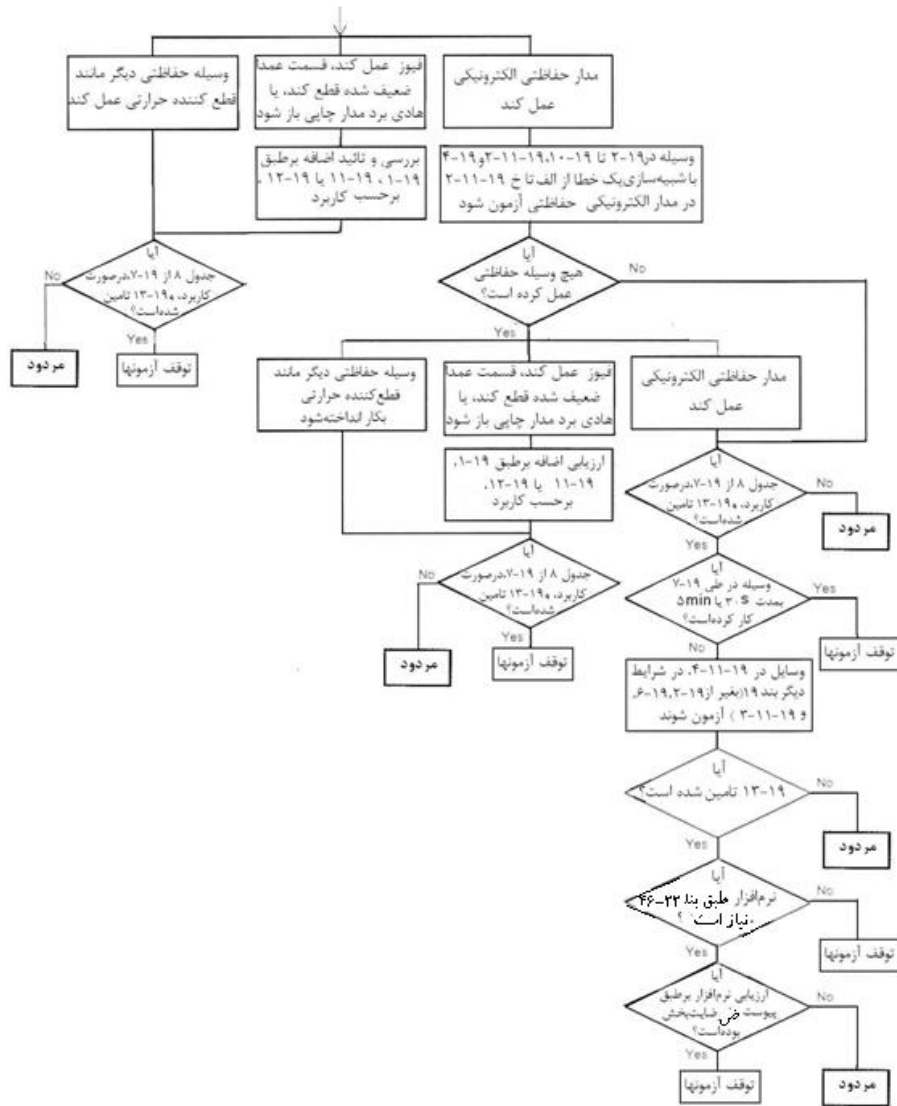 مدار حفاظتی الکترونیکی
عمل کند
فیوز عمل کند، قسمت عمدا
ضعیف شده قطع کند، یا
هادی برد مدار چاپی باز شود
وسیله حفاظتی دیگر مانند
قطع کننده حرارتی عمل کند
وسیله در۱۹-۲ تا ۱۹-۱۰،۱۹-۱۱-۲و۱۹-۴
با شبیه‌سازی‌یک خطا از الف تا خ ۱۹-۱۱-۲
در مدار الکترونیکی حفاظتی آزمون شود
بررسی و تائید اضافه برطبق
۱۹-۱ ، ۱۹-۱۱ یا ۱۹-۱۲ ،
برحسب کاربرد
آیا
هیچ وسیله حفاظتی
عمل کرده است؟
No
Yes
آیا
جدول ۸ از ۱۹-۷،درصورت
کاربرد، و۱۹-۱۳ تامین
شده‌است؟
No
Yes
مردود
توقف آزمونها
مدار حفاظتی الکترونیکی
عمل کند
فیوز عمل کند، قسمت عمدا
ضعیف شده قطع کند، یا
هادی برد مدار چاپی باز شود
وسیله حفاظتی دیگر مانند
قطع‌کننده حرارتی
بکار انداخته‌شود
ارزیابی اضافه برطبق ۱۹-۱،
۱۹-۱۱ یا ۱۹-۱۲،
برحسب کاربرد
آیا
جدول ۸ از ۱۹-۷،درصورت
کاربرد، و۱۹-۱۳ تامین
شده‌است؟
No
Yes
مردود
توقف آزمونها
آیا
جدول ۸ از ۱۹-۷،درصورت
کاربرد، و۱۹-۱۳ تامین
شده‌است؟
No
Yes
مردود
آیا
وسیله در طی ۱۹-۷
بمدت ۳۰s یا ۵min
کار کرده‌است؟
Yes
No
توقف آزمونها
وسایل در ۱۹-۱۱-۴، در شرایط
دیگر بند ۱۹(بغیر از۱۹-۲،۱۹-۶،
و ۱۹-۱۱-۳ ) آزمون شوند
آیا
۱۹-۱۳ تامین شده است؟
No
Yes
مردود
آیا
نرم‌افزار طبق بند ۲۲-۴۶
نیاز است ؟
No
Yes
توقف آزمونها
آیا
ارزیابی نرم‌افزار برطبق
پیوست ض رضایت‌بخش
بوده‌است؟
No
Yes
مردود
توقف آزمونها